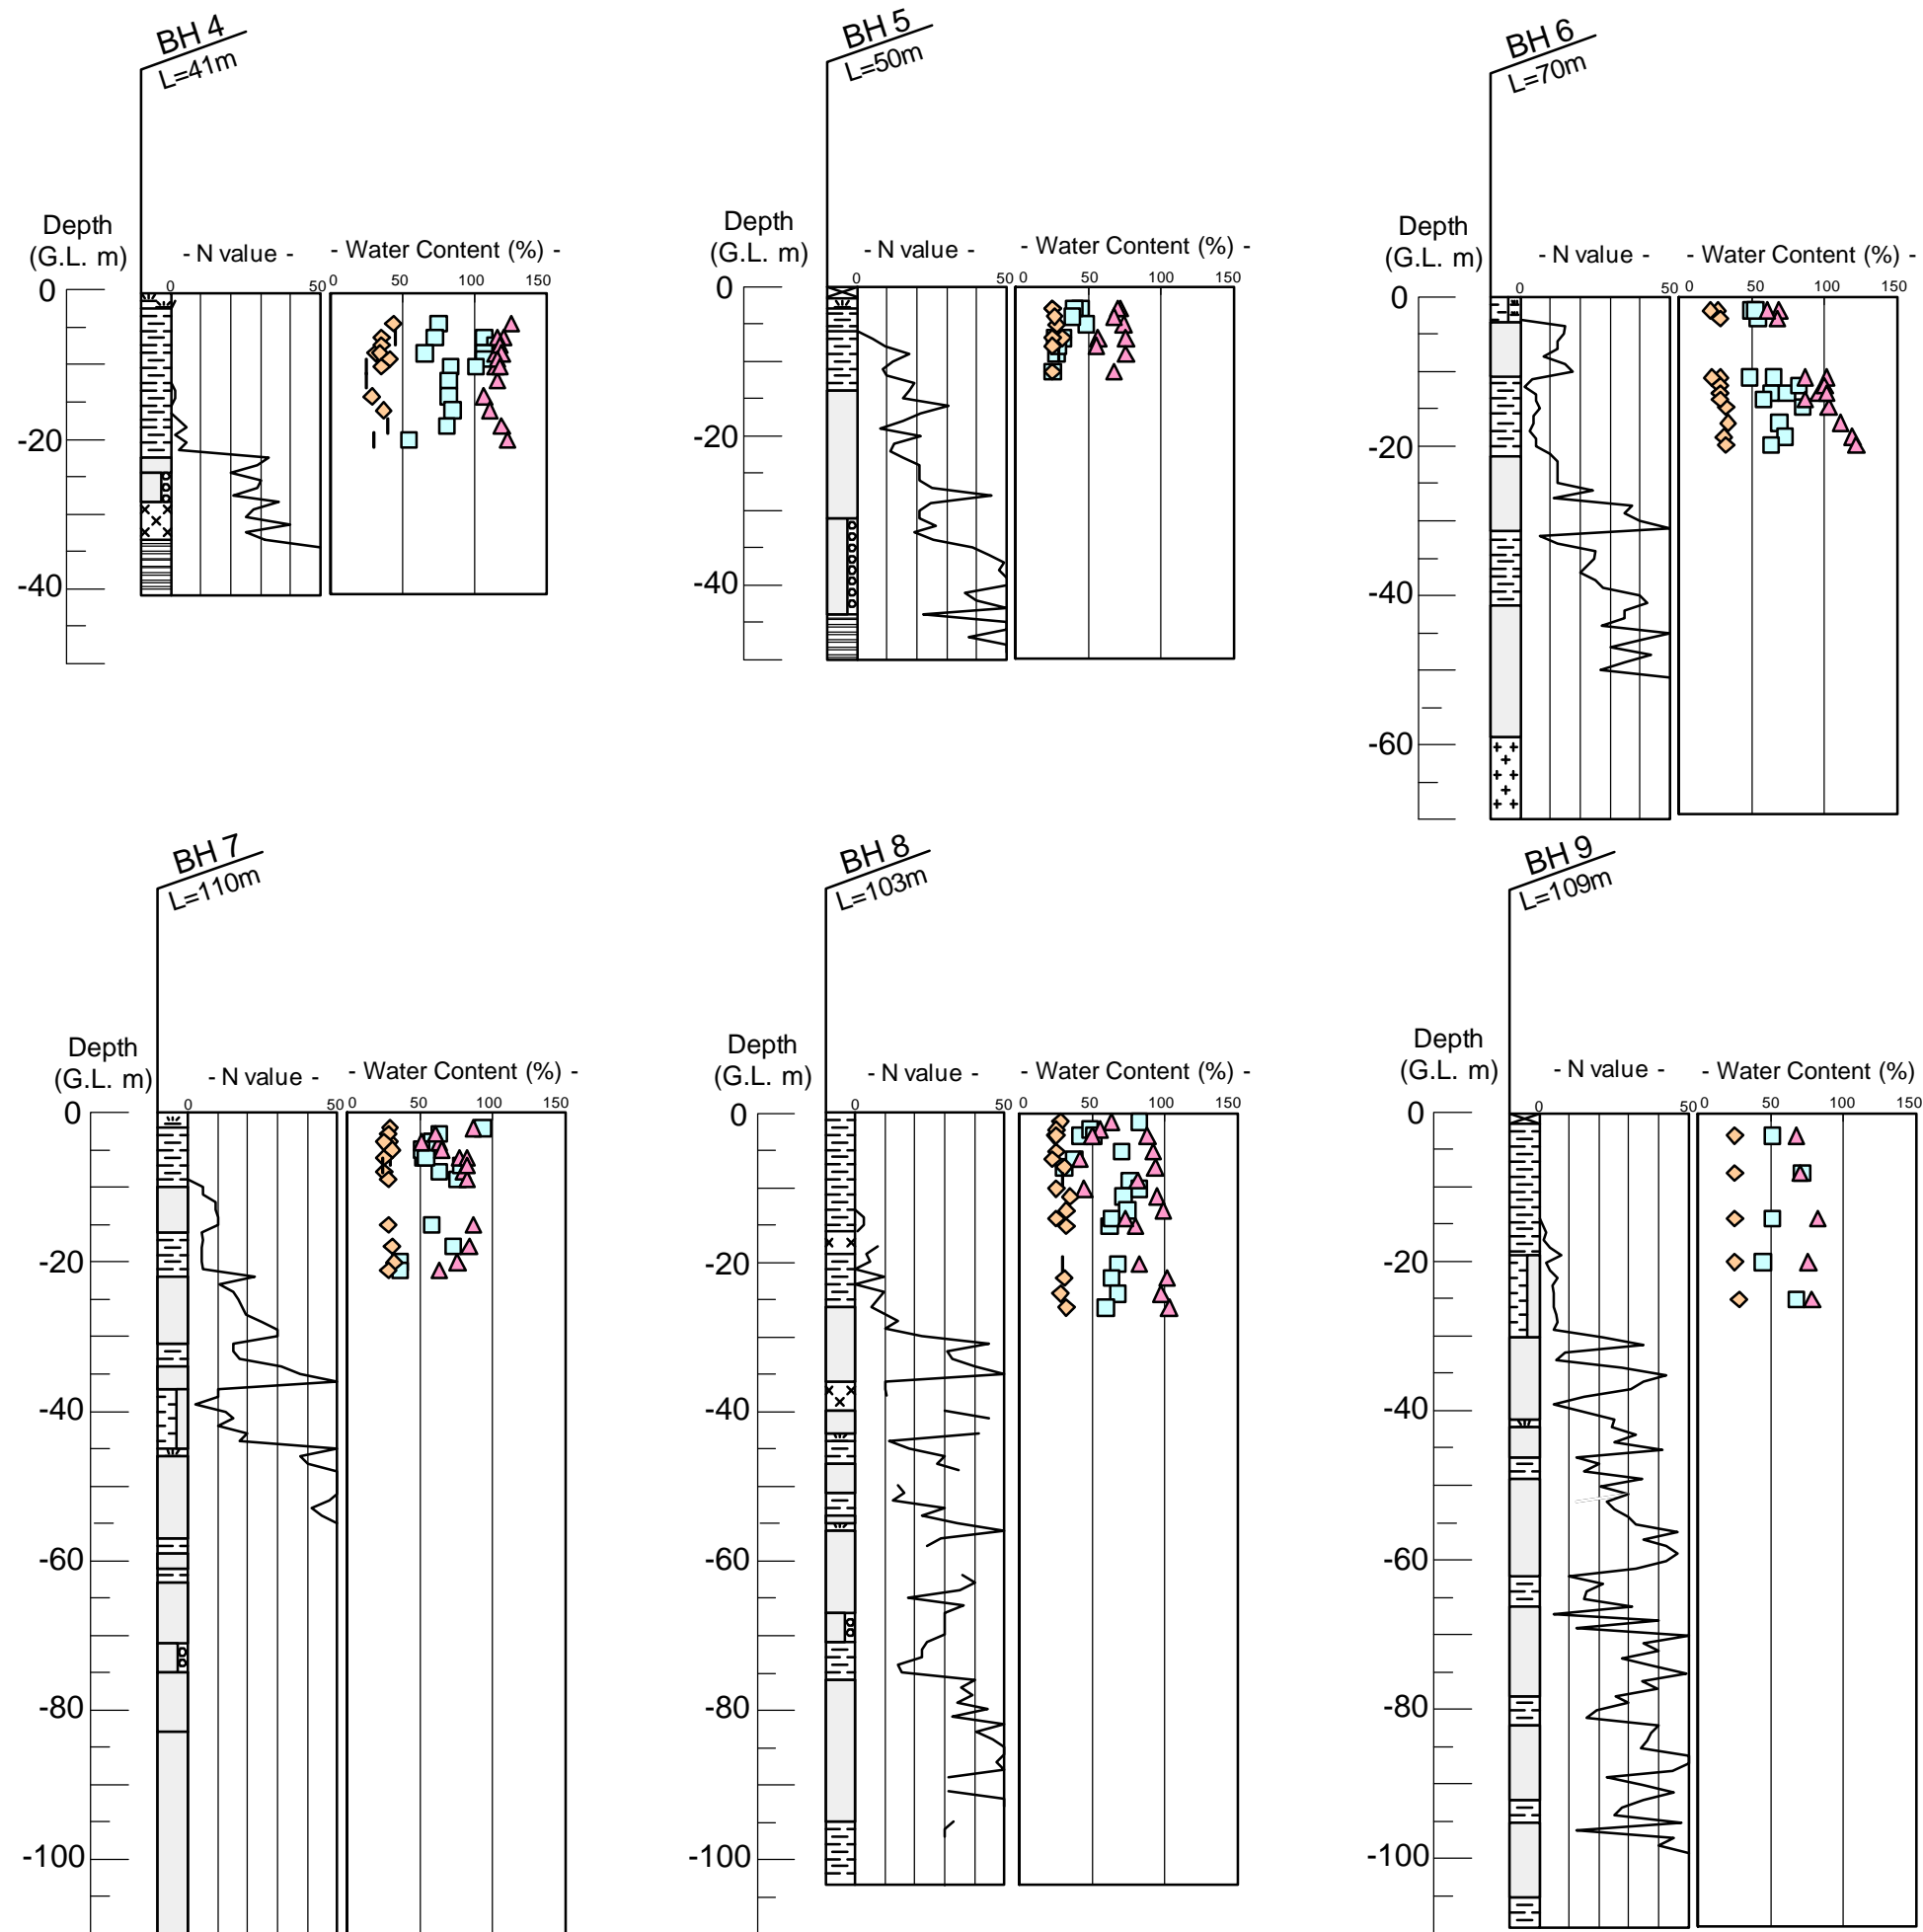 BH 4
L=41m
Depth
(G.L. m)
- N value -
- Water Content (%) -
0 50
0 50 100 150
0
-20
-40
BH 5
L=50m
Depth
(G.L. m)
- N value -
- Water Content (%) -
0 50
0 50 100 150
0
-20
-40
BH 6
L=70m
Depth
(G.L. m)
- N value -
- Water Content (%) -
0 50
0 50 100 150
0
-20
-40
-60
BH 7
L=110m
Depth
(G.L. m)
- N value -
- Water Content (%) -
0 50
0 50 100 150
0
-20
-40
-60
-80
-100
BH 8
L=103m
Depth
(G.L. m)
- N value -
- Water Content (%) -
0 50
0 50 100 150
0
-20
-40
-60
-80
-100
BH 9
L=109m
Depth
(G.L. m)
- N value -
- Water Content (%)
0 50
0 50 100 150
0
-20
-40
-60
-80
-100